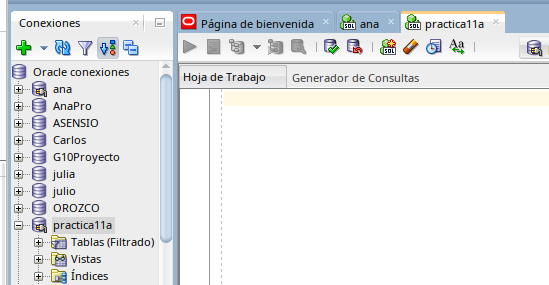 Conexiones
Página de bienvenida
ana
practica11a
Hoja de Trabajo
Generador de Consultas
Oracle conexiones
ana
AnaPro
ASENSIO
Carlos
G10Proyecto
julia
julio
OROZCO
practica11a
Tablas (Filtrado)
Vistas
Índices